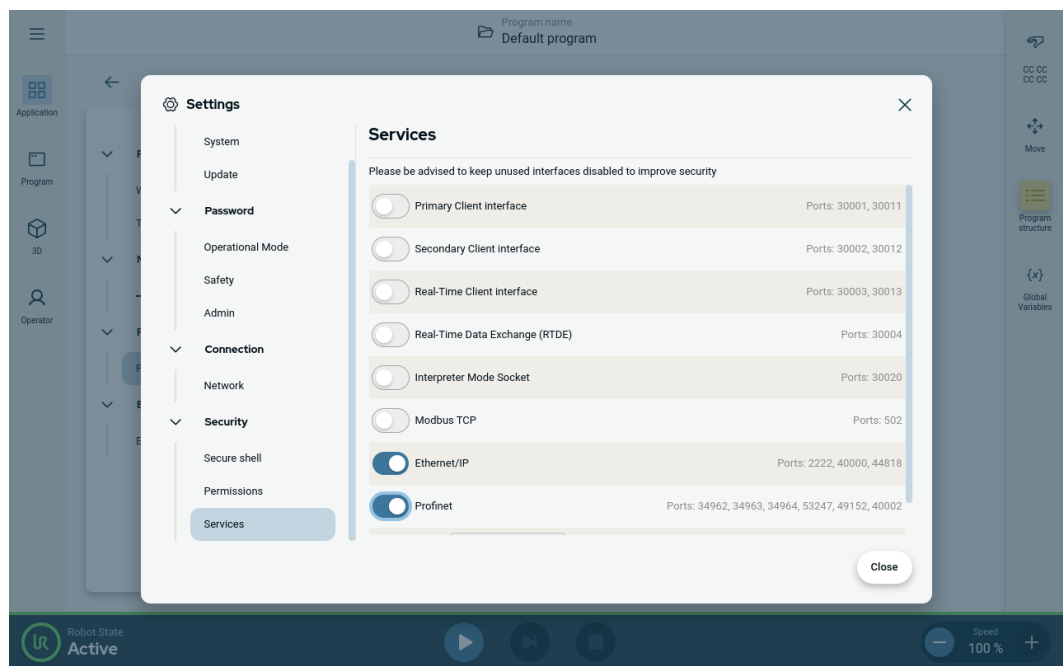 Program name
Default program
Application
Program
3D
Operator
Settings
System
Update
Password
Operational Mode
Safety
Admin
Connection
Network
Security
Secure shell
Permissions
Services
Services
Please be advised to keep unused interfaces disabled to improve security
Primary Client interface Ports: 30001, 30011
Secondary Client interface Ports: 30002, 30012
Real-Time Client interface Ports: 30003, 30013
Real-Time Data Exchange (RTDE) Ports: 30004
Interpreter Mode Socket Ports: 30020
Modbus TCP Ports: 502
Ethernet/IP Ports: 2222, 40000, 44818
Profinet Ports: 34962, 34963, 34964, 53247, 49152, 40002
Close
CC CC
CC CC
Move
Program
structure
{x}
Global
Variables
UR
Robot State
Active
Speed
100 %